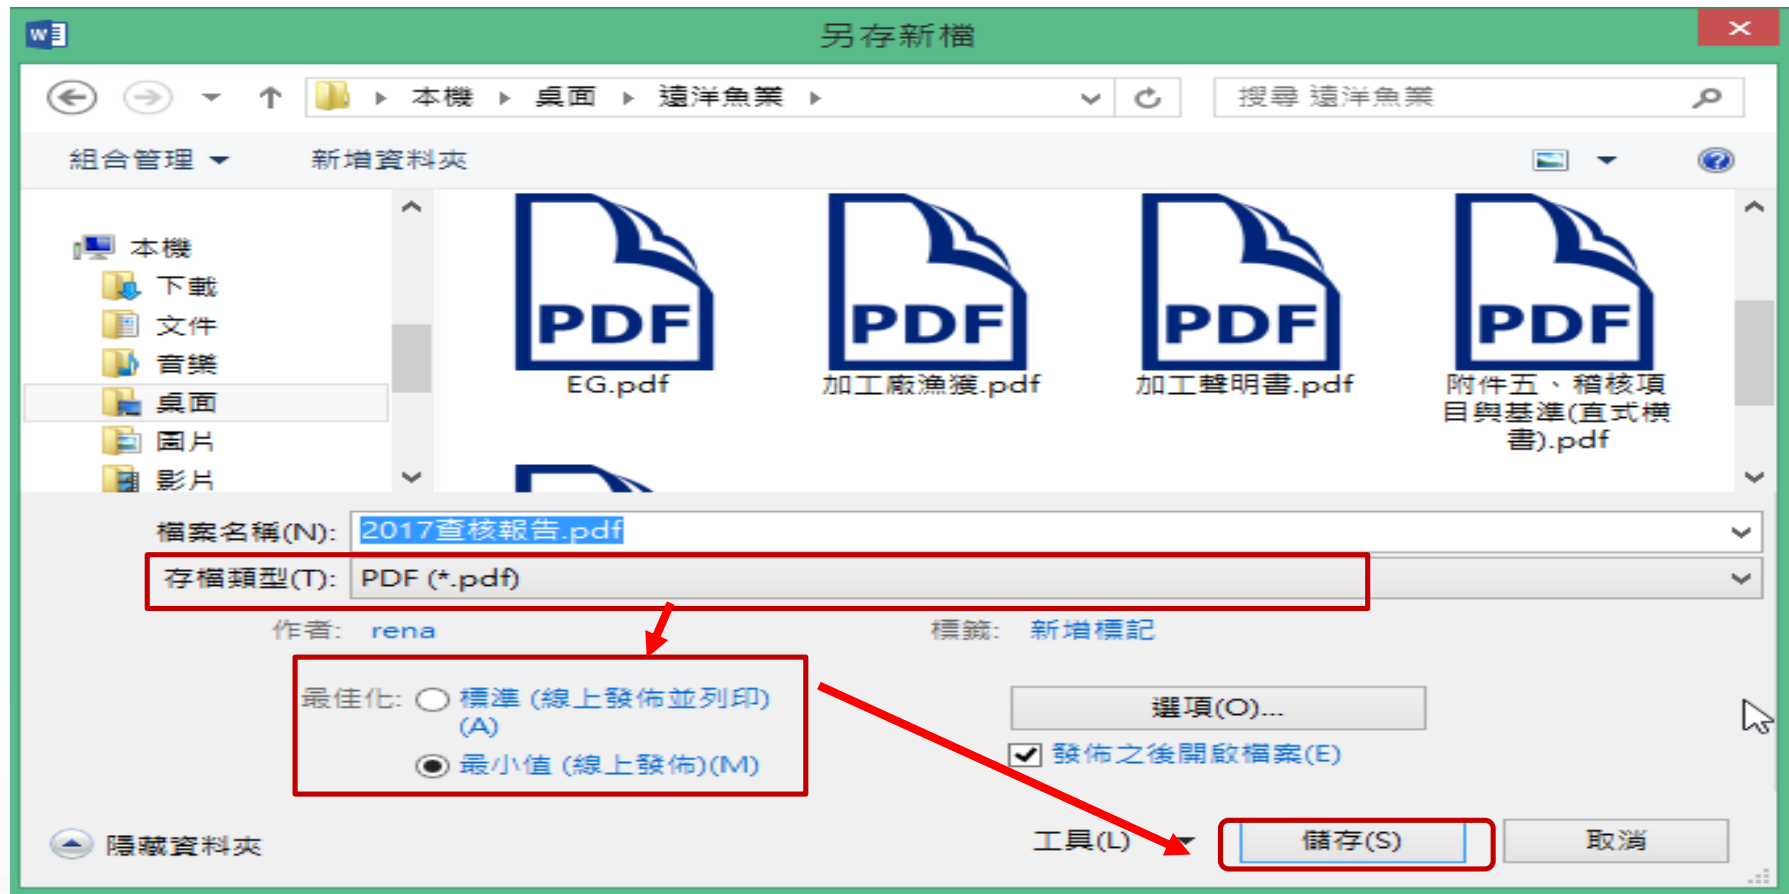 另存新檔
本機 桌面 遠洋魚業
搜尋 遠洋魚業
組合管理 新增資料夾
本機
下載
文件
音樂
桌面
圖片
影片
PDF PDF PDF PDF
EG.pdf
加工廠漁獲.pdf
加工聲明書.pdf
附件五、稽核項
目與基準(直式橫
書).pdf
檔案名稱(N): 2017查核報告.pdf
存檔類型(T): PDF (*.pdf)
作者: rena 標籤: 新增標記
最佳化: 標準 (線上發佈並列印)
(A)
最小值 (線上發佈)(M)
選項(O)...
發佈之後開啟檔案(E)
隱藏資料夾 工具(L) 儲存(S) 取消